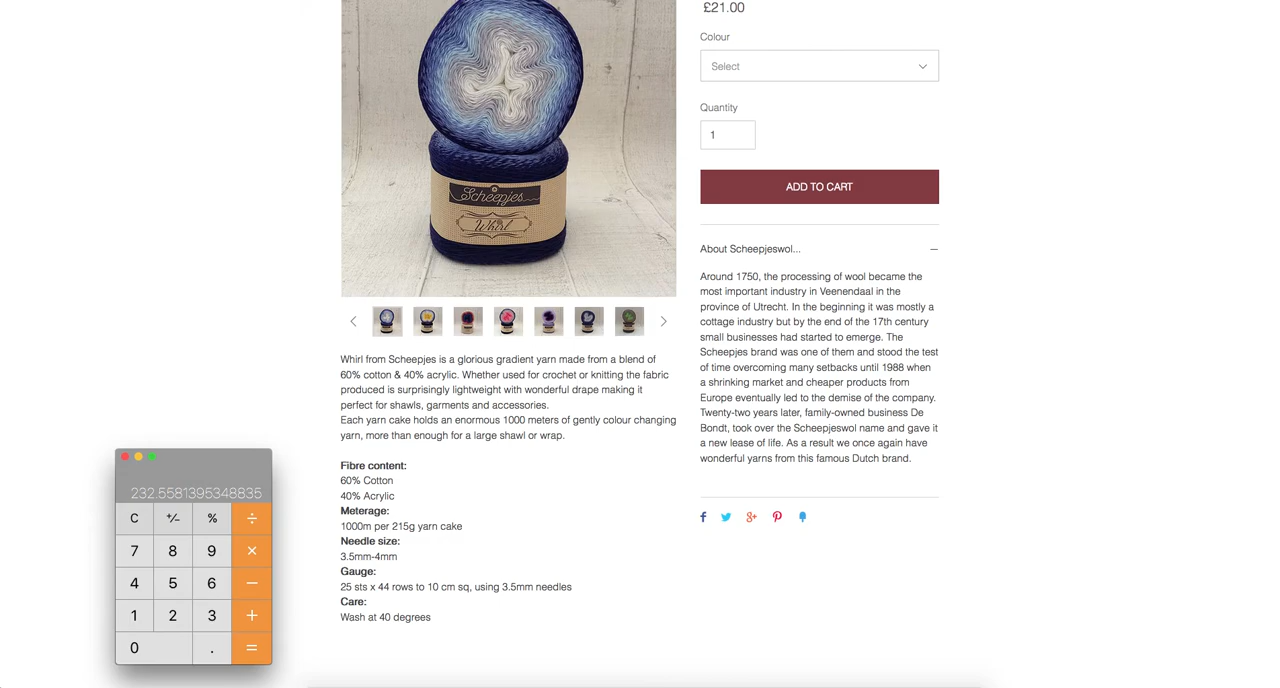 £21.00
Colour
Select
Quantity
1
ADD TO CART
About Scheepjeswol...
Around 1750, the processing of wool became the
most important industry in Veenendaal in the
province of Utrecht. In the beginning it was mostly a
cottage industry but by the end of the 17th century
small businesses had started to emerge. The
Scheepjes brand was one of them and stood the test
of time overcoming many setbacks until 1988 when
a shrinking market and cheaper products from
Europe eventually led to the demise of the company.
Twenty-two years later, family-owned business De
Bondt, took over the Scheepjeswol name and gave it
a new lease of life. As a result we once again have
wonderful yarns from this famous Dutch brand.
Scheepjes
Whirl
Whirl from Scheepjes is a glorious gradient yarn made from a blend of
60% cotton & 40% acrylic. Whether used for crochet or knitting the fabric
produced is surprisingly lightweight with wonderful drape making it
perfect for shawls, garments and accessories.
Each yarn cake holds an enormous 1000 meters of gently colour changing
yarn, more than enough for a large shawl or wrap.
Fibre content:
60% Cotton
40% Acrylic
Meterage:
1000m per 215g yarn cake
Needle size:
3.5mm-4mm
Gauge:
25 sts x 44 rows to 10 cm sq, using 3.5mm needles
Care:
Wash at 40 degrees
232.5581395348835
C +/− % ÷
7 8 9 ×
4 5 6 −
1 2 3 +
0 . =